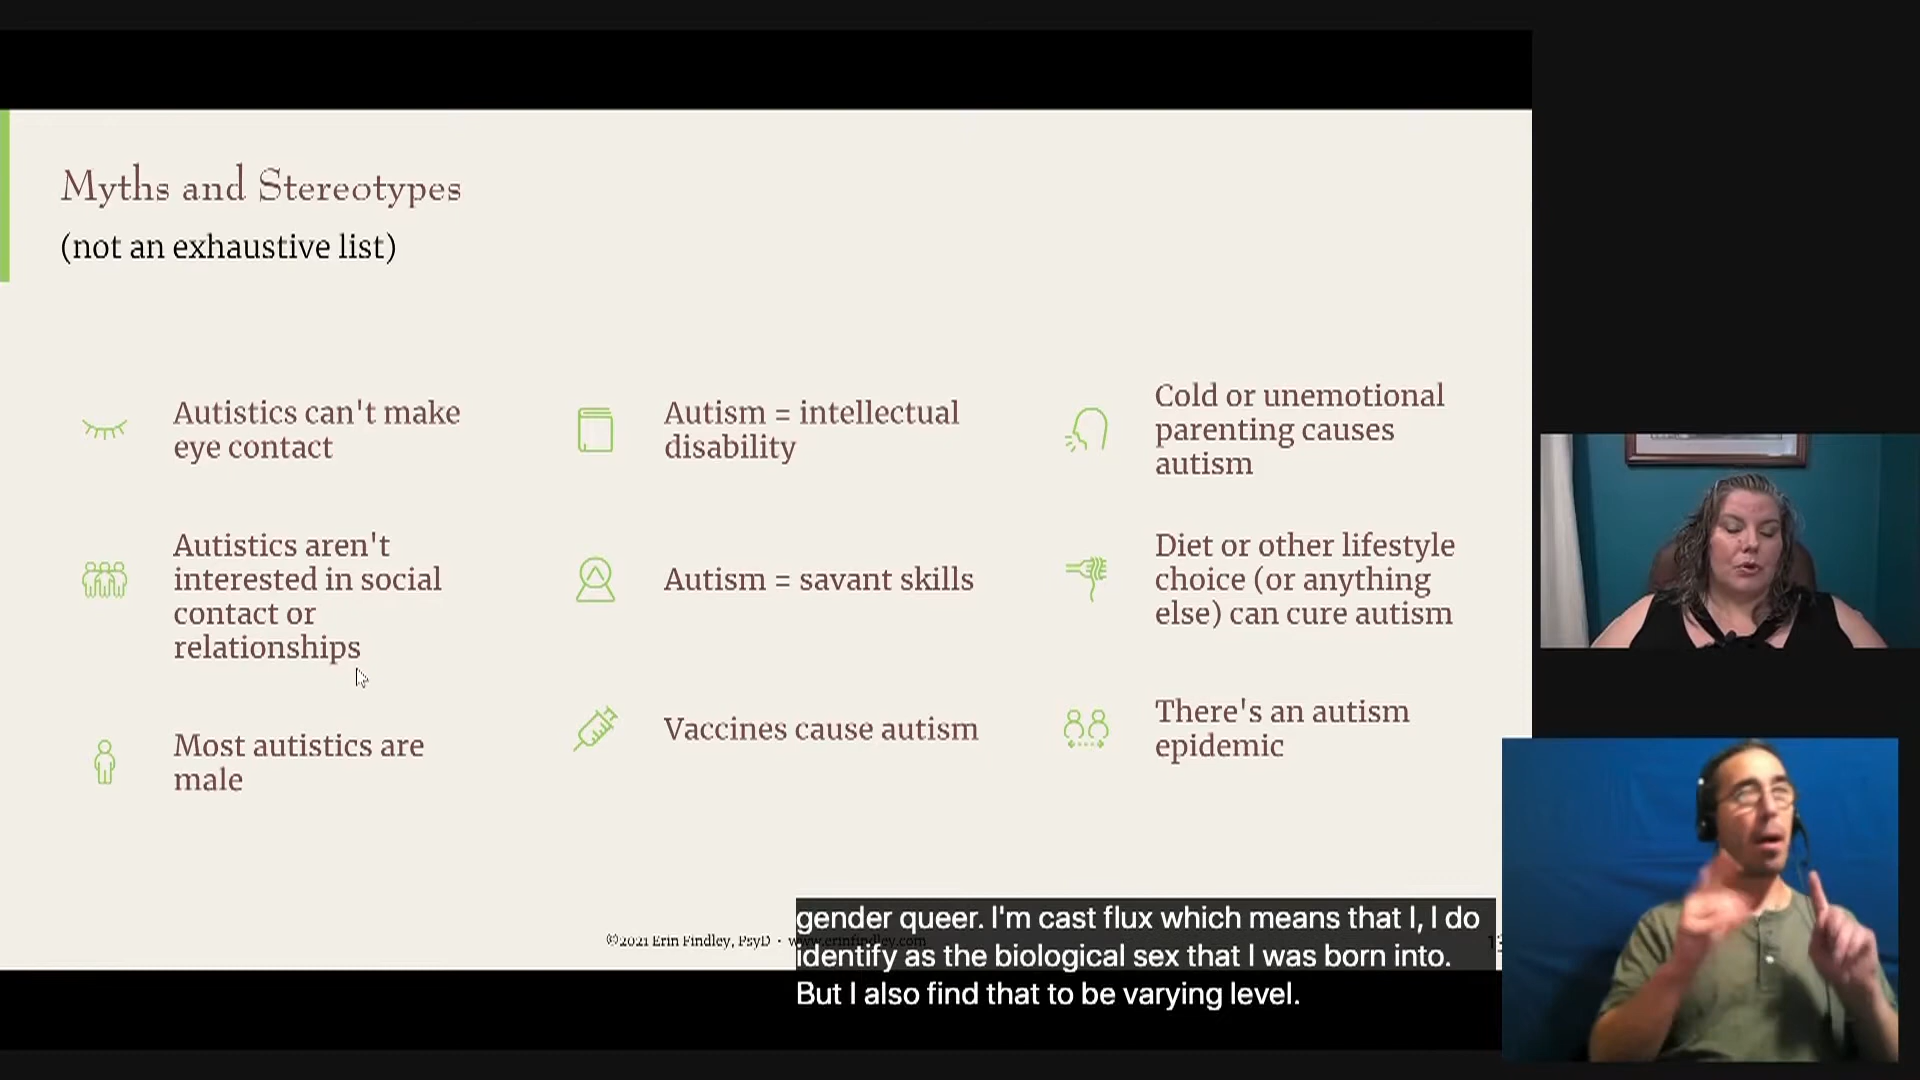 Myths and Stereotypes
(not an exhaustive list)
Autistics can't make
eye contact
Autistics aren't
interested in social
contact or
relationships
Most autistics are
male
Autism = intellectual
disability
Autism = savant skills
Vaccines cause autism
Cold or unemotional
parenting causes
autism
Diet or other lifestyle
choice (or anything
else) can cure autism
There's an autism
epidemic
©2021 Erin Findley, PsyD · www.erinfindley.com
gender queer. I'm cast flux which means that I, I do
identify as the biological sex that I was born into.
But I also find that to be varying level.